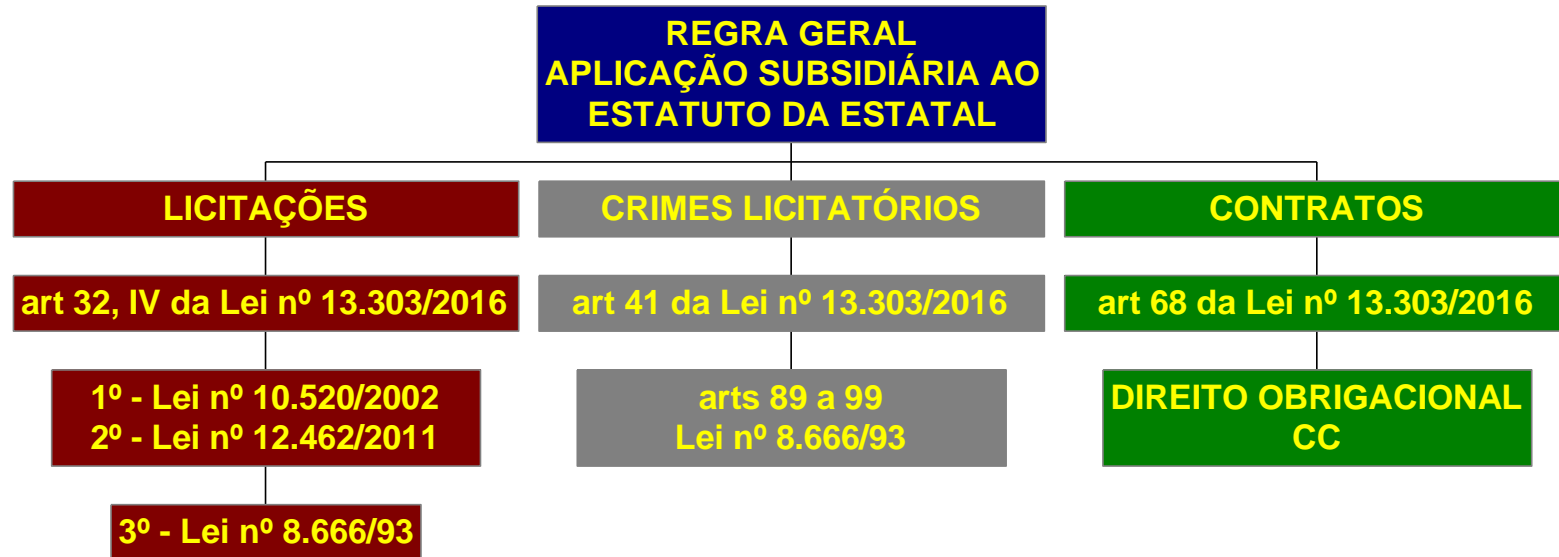 REGRA GERAL
APLICAÇÃO SUBSIDIÁRIA AO
ESTATUTO DA ESTATAL
LICITAÇÕES
CRIMES LICITATÓRIOS
CONTRATOS
art 32, IV da Lei nº 13.303/2016
art 41 da Lei nº 13.303/2016
art 68 da Lei nº 13.303/2016
1º - Lei nº 10.520/2002
2º - Lei nº 12.462/2011
arts 89 a 99
Lei nº 8.666/93
DIREITO OBRIGACIONAL
CC
3º - Lei nº 8.666/93